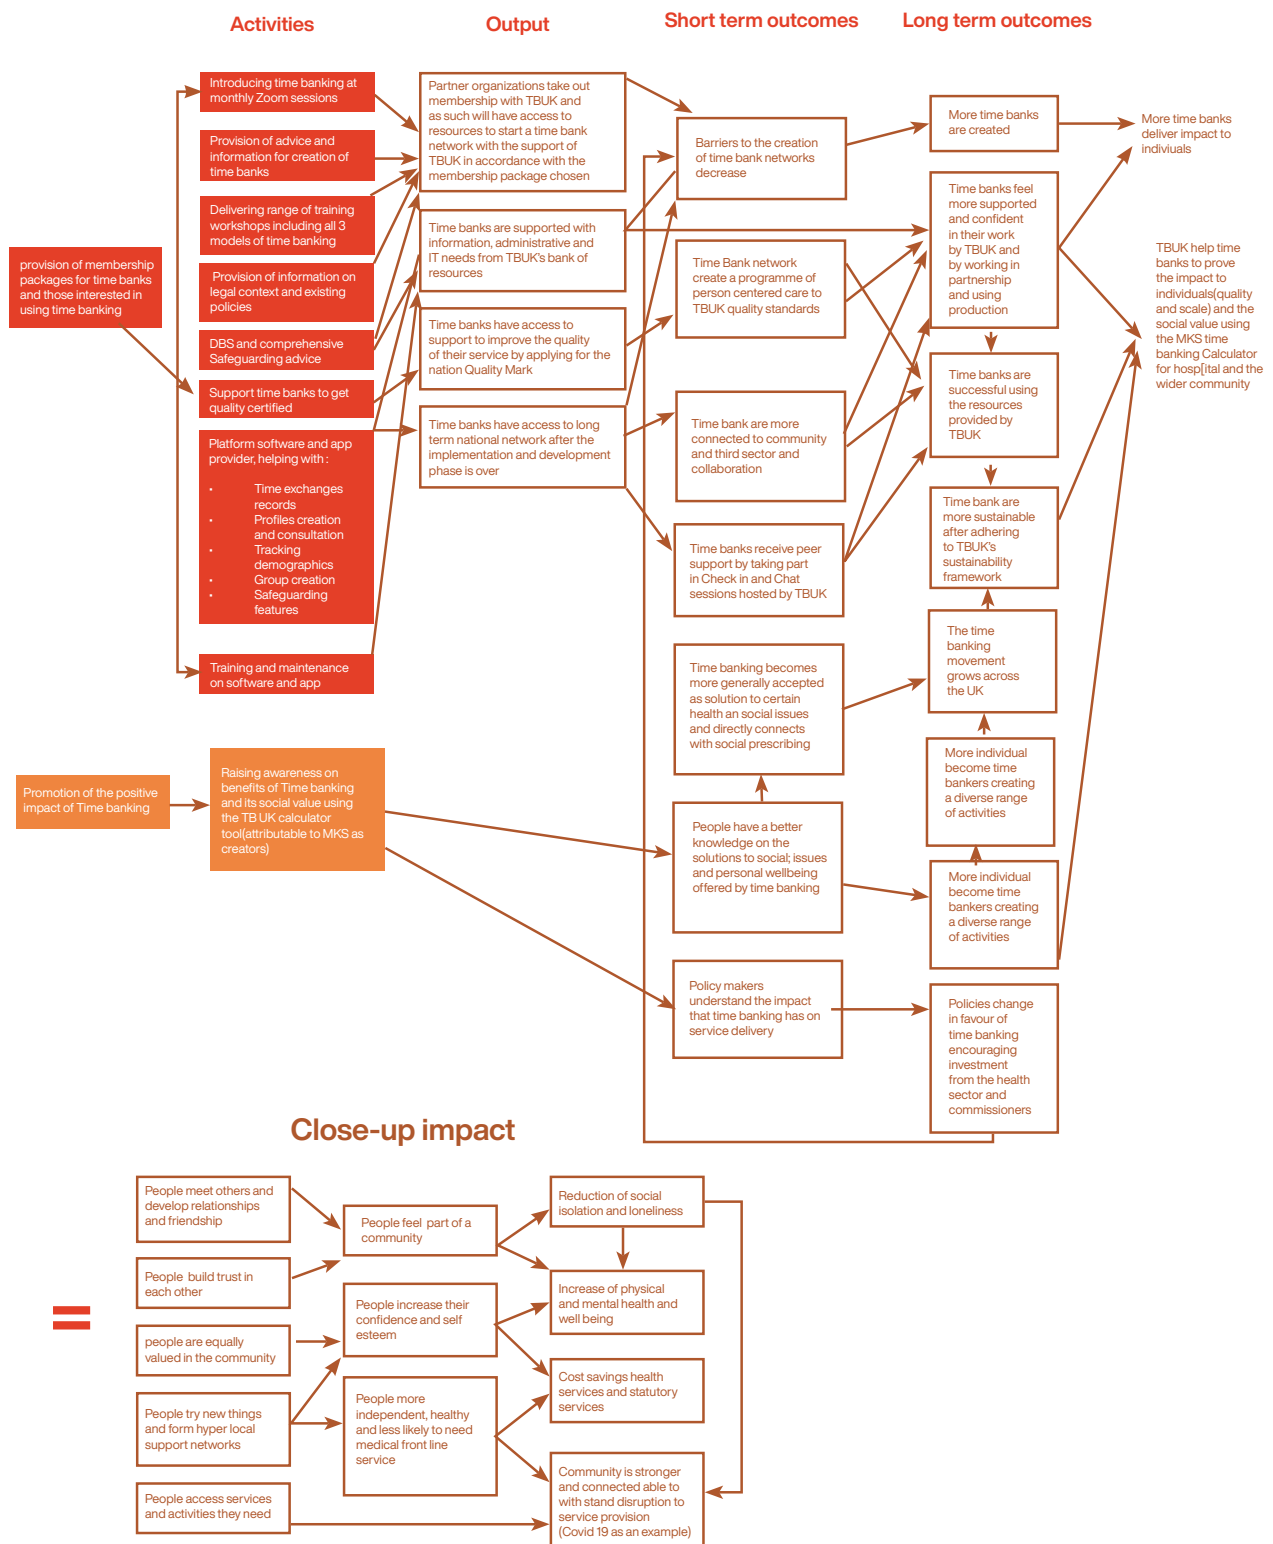 Activities
Output
Short term outcomes
Long term outcomes
provision of membership
packages for time banks
and those interested in
using time banking
Introducing time banking at
monthly Zoom sessions
Provision of advice and
information for creation of
time banks
Delivering range of training
workshops including all 3
models of time banking
Provision of information on
legal context and existing
policies
DBS and comprehensive
Safeguarding advice
Support time banks to get
quality certified
Platform software and app
provider, helping with :
• Time exchanges
records
• Profiles creation
and consultation
• Tracking
demographics
• Group creation
• Safeguarding
features
Training and maintenance
on software and app
Promotion of the positive
impact of Time banking
Raising awareness on
benefits of Time banking
and its social value using
the TB UK calculator
tool(attributable to MKS as
creators)
Partner organizations take out
membership with TBUK and
as such will have access to
resources to start a time bank
network with the support of
TBUK in accordance with the
membership package chosen
Time banks are supported with
information, administrative and
IT needs from TBUK's bank of
resources
Time banks have access to
support to improve the quality
of their service by applying for the
nation Quality Mark
Time banks have access to long
term national network after the
implementation and development
phase is over
Barriers to the creation
of time bank networks
decrease
Time Bank network
create a programme of
person centered care to
TBUK quality standards
Time bank are more
connected to community
and third sector and
collaboration
Time banks receive peer
support by taking part
in Check in and Chat
sessions hosted by TBUK
Time banking becomes
more generally accepted
as solution to certain
health an social issues
and directly connects
with social prescribing
People have a better
knowledge on the
solutions to social; issues
and personal wellbeing
offered by time banking
Policy makers
understand the impact
that time banking has on
service delivery
More time banks
are created
Time banks feel
more supported
and confident
in their work
by TBUK and
by working in
partnership
and using
production
Time banks are
successful using
the resources
provided by
TBUK
Time bank are
more sustainable
after adhering
to TBUK's
sustainability
framework
The time
banking
movement
grows across
the UK
More individual
become time
bankers creating
a diverse range
of activities
More individual
become time
bankers creating
a diverse range
of activities
Policies change
in favour of
time banking
encouraging
investment
from the health
sector and
commissioners
More time banks
deliver impact to
indiviuals
TBUK help time
banks to prove
the impact to
individuals(quality
and scale) and the
social value using
the MKS time
banking Calculator
for hosp[ital and the
wider community
Close-up impact
=
People meet others and
develop relationships
and friendship
People build trust in
each other
people are equally
valued in the community
People try new things
and form hyper local
support networks
People access services
and activities they need
People feel part of a
community
People increase their
confidence and self
esteem
People more
independent, healthy
and less likely to need
medical front line
service
Reduction of social
isolation and loneliness
Increase of physical
and mental health and
well being
Cost savings health
services and statutory
services
Community is stronger
and connected able to
with stand disruption to
service provision
(Covid 19 as an example)